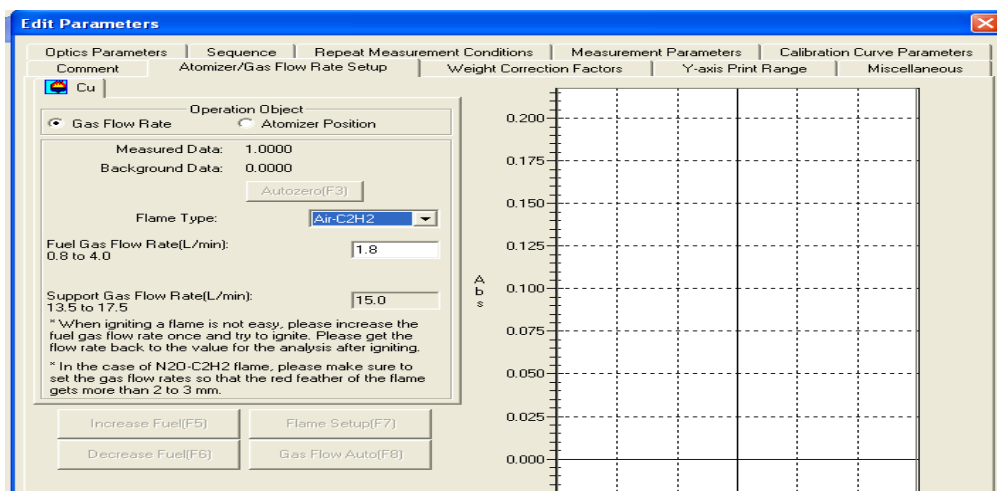 Edit Parameters
Optics Parameters Sequence Repeat Measurement Conditions Measurement Parameters Calibration Curve Parameters
Comment Atomizer/Gas Flow Rate Setup Weight Correction Factors Y-axis Print Range Miscellaneous
Cu
Operation Object
Gas Flow Rate Atomizer Position
Measured Data: 1.0000
Background Data: 0.0000
Autozero(F3)
Flame Type: Air-C2H2
Fuel Gas Flow Rate(L/min): 1.8
0.8 to 4.0
Support Gas Flow Rate(L/min): 15.0
13.5 to 17.5
* When igniting a flame is not easy, please increase the
fuel gas flow rate once and try to ignite. Please get the
flow rate back to the value for the analysis after igniting.
* In the case of N2O-C2H2 flame, please make sure to
set the gas flow rates so that the red feather of the flame
gets more than 2 to 3 mm.
Increase Fuel(F5) Flame Setup(F7)
Decrease Fuel(F6) Gas Flow Auto(F8)
Abs
0.200
0.175
0.150
0.125
0.100
0.075
0.050
0.025
0.000